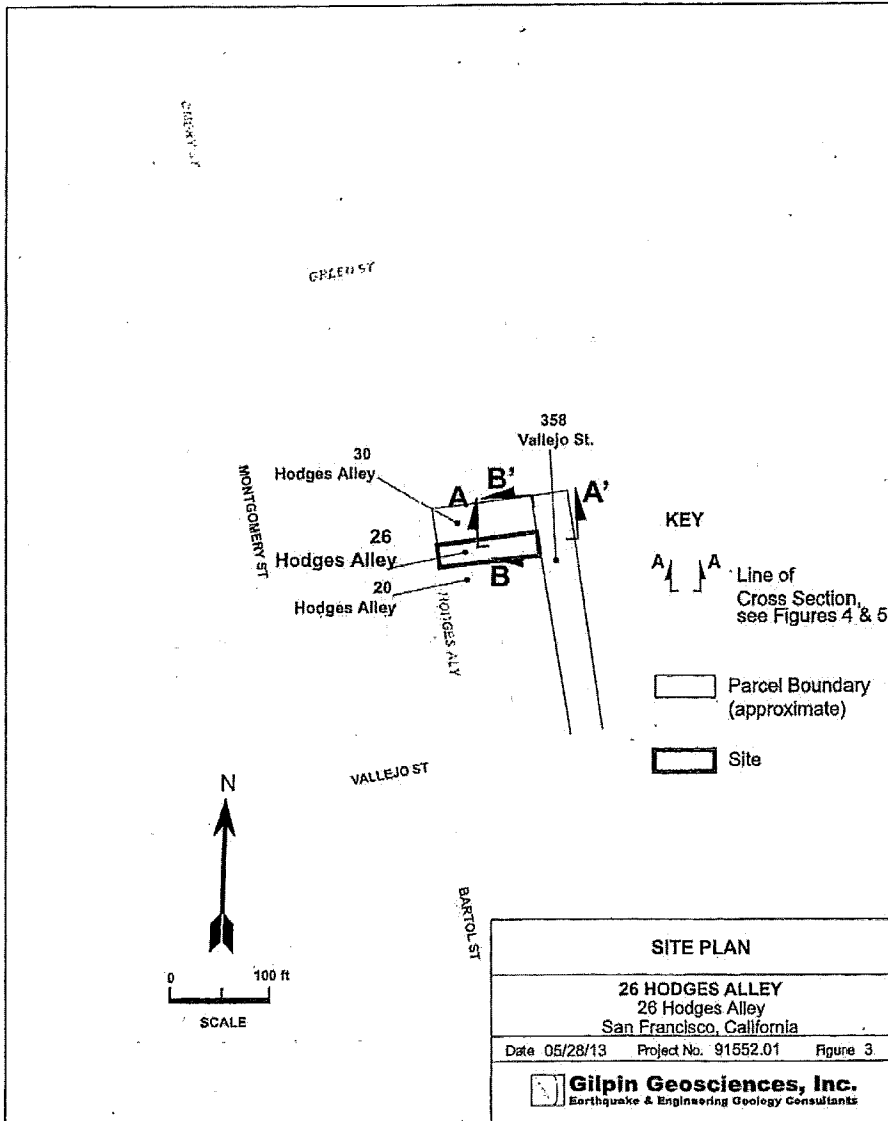 GREEN ST
358
Vallejo St.
30
Hodges Alley
MONTGOMERY ST
A
B'
A'
26
Hodges Alley
B
20
Hodges Alley
HODGES ALY
KEY
A A
Line of
Cross Section,
see Figures 4 & 5
Parcel Boundary
(approximate)
Site
VALLEJO ST
N
BARTOL ST
0 100 ft
SCALE
SITE PLAN
26 HODGES ALLEY
26 Hodges Alley
San Francisco, California
Date 05/28/13 Project No. 91552.01 Figure 3
Gilpin Geosciences, Inc.
Earthquake & Engineering Geology Consultants